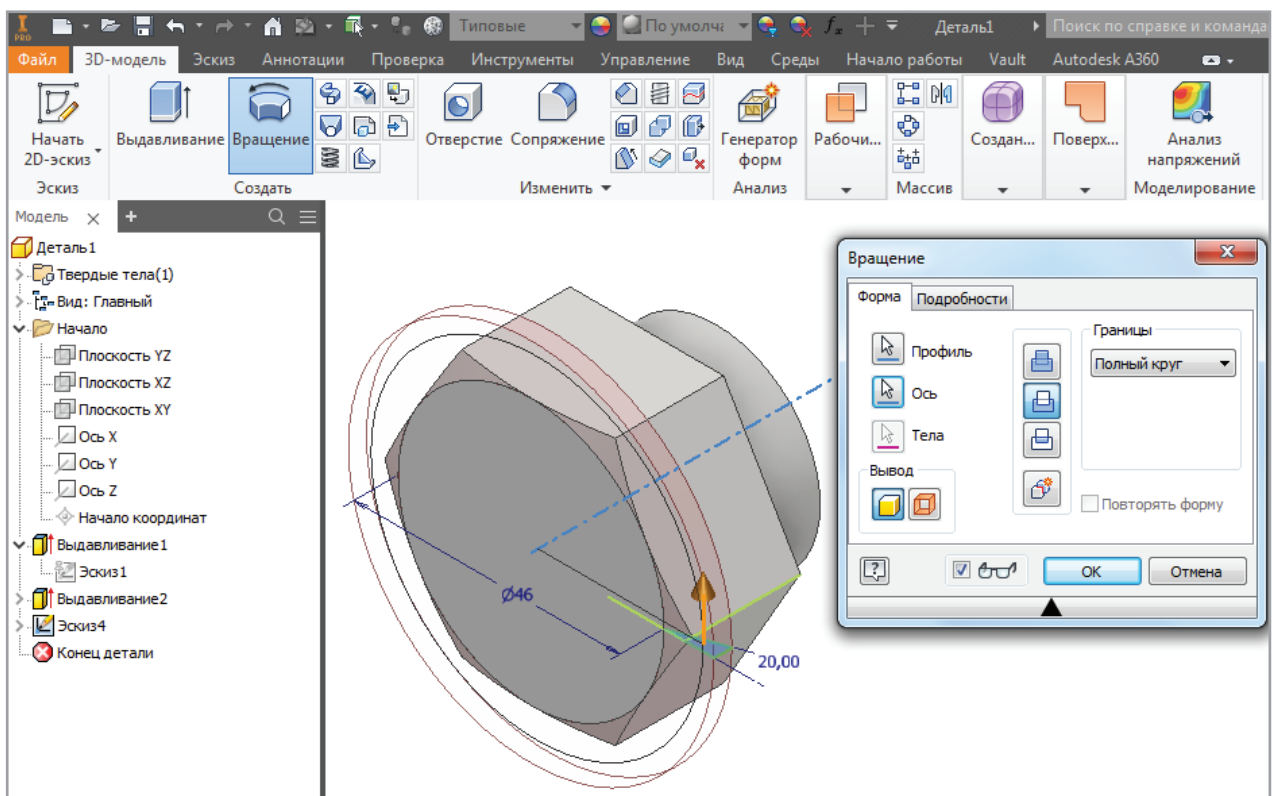 PRO
Типовые
По умолча
fx
Деталь1
Поиск по справке и команда
Файл 3D-модель Эскиз Аннотации Проверка Инструменты Управление Вид Среды Начало работы Vault Autodesk A360
Начать
2D-эскиз
Выдавливание
Вращение
Отверстие
Сопряжение
Генератор
форм
Рабочи...
Создан...
Поверх...
Анализ
напряжений
Эскиз
Создать
Изменить
Анализ
Массив
Моделирование
Модель
Деталь1
Твердые тела(1)
Вид: Главный
Начало
Плоскость YZ
Плоскость XZ
Плоскость XY
Ось X
Ось Y
Ось Z
Начало координат
Выдавливание1
Эскиз1
Выдавливание2
Эскиз4
Конец детали
Ø46
20,00
Вращение
Форма
Подробности
Профиль
Ось
Тела
Вывод
Границы
Полный круг
Повторять форму
ОК
Отмена